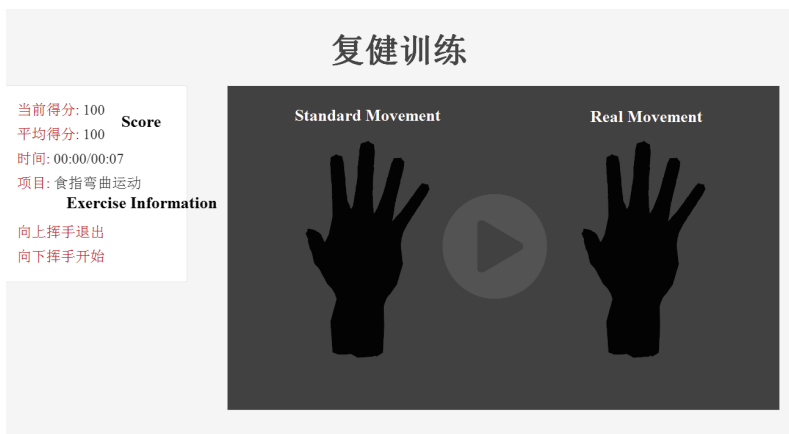 复健训练
当前得分: 100
Score
平均得分: 100
时间: 00:00/00:07
项目: 食指弯曲运动
Exercise Information
向上挥手退出
向下挥手开始
Standard Movement
Real Movement